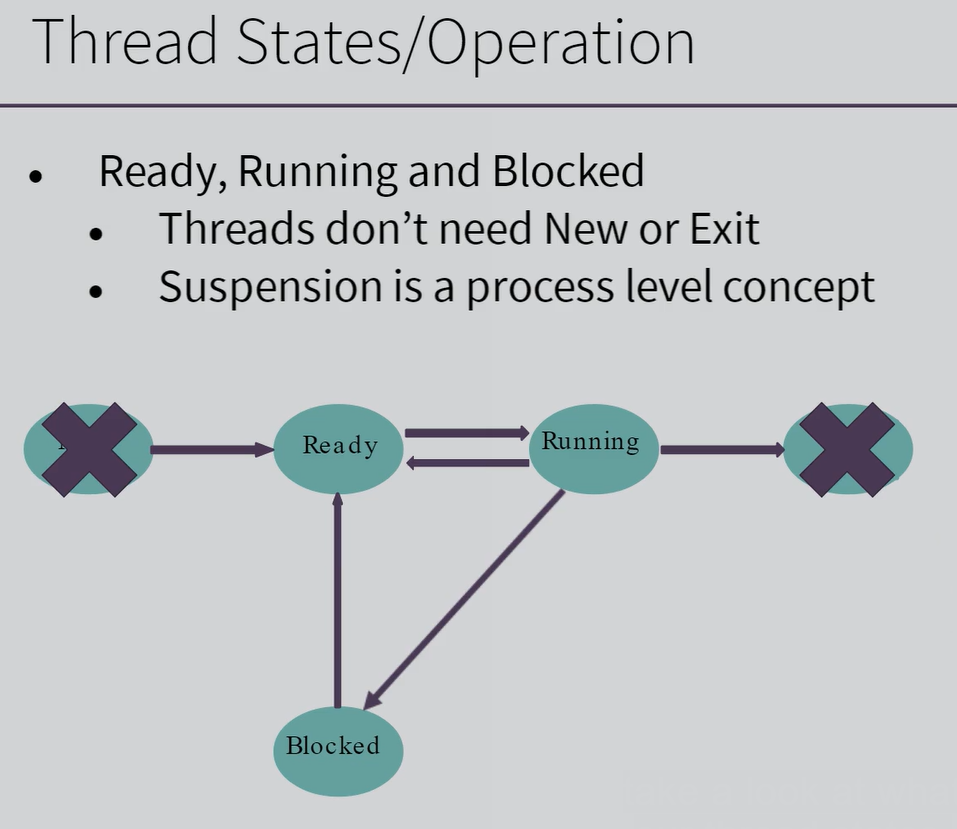 Thread States/Operation
Ready, Running and Blocked
Threads don’t need New or Exit
Suspension is a process level concept
Ready
Running
Blocked